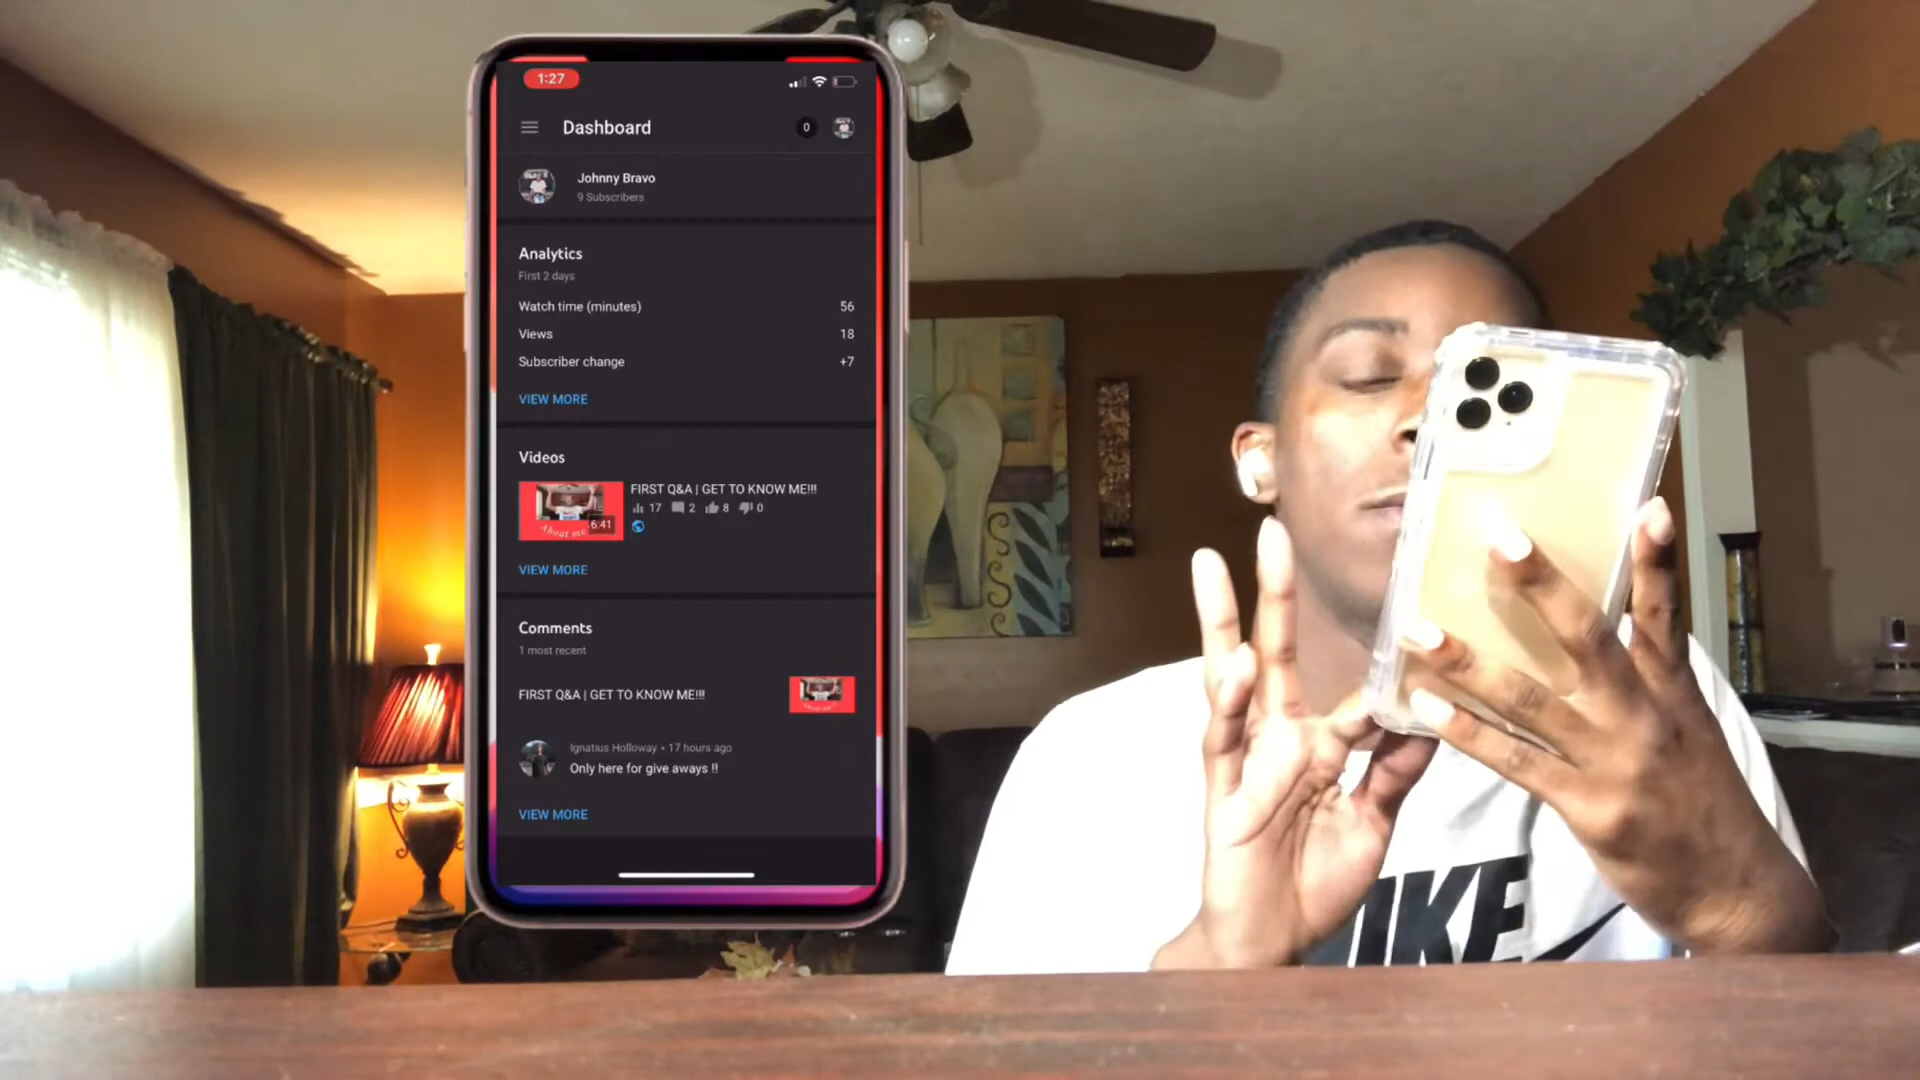 1:27
Dashboard
0
Johnny Bravo
9 Subscribers
Analytics
First 2 days
Watch time (minutes) 56
Views 18
Subscriber change +7
VIEW MORE
Videos
FIRST Q&A | GET TO KNOW ME!!!
17 2 8 0
About me
6:41
VIEW MORE
Comments
1 most recent
FIRST Q&A | GET TO KNOW ME!!!
Ignatius Holloway • 17 hours ago
Only here for give aways !!
VIEW MORE
IKE